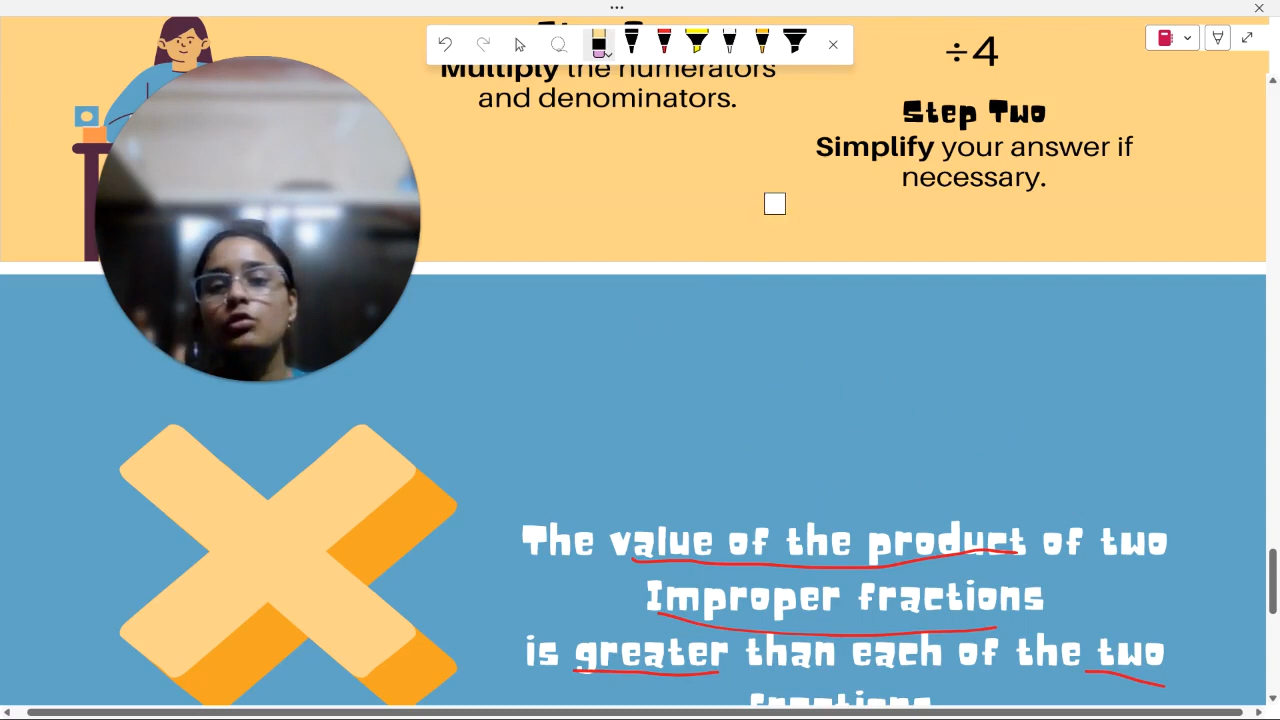 Multiply the numerators
and denominators.
÷4
Step Two
Simplify your answer if
necessary.
The value of the product of two
Improper fractions
is greater than each of the two
fractions